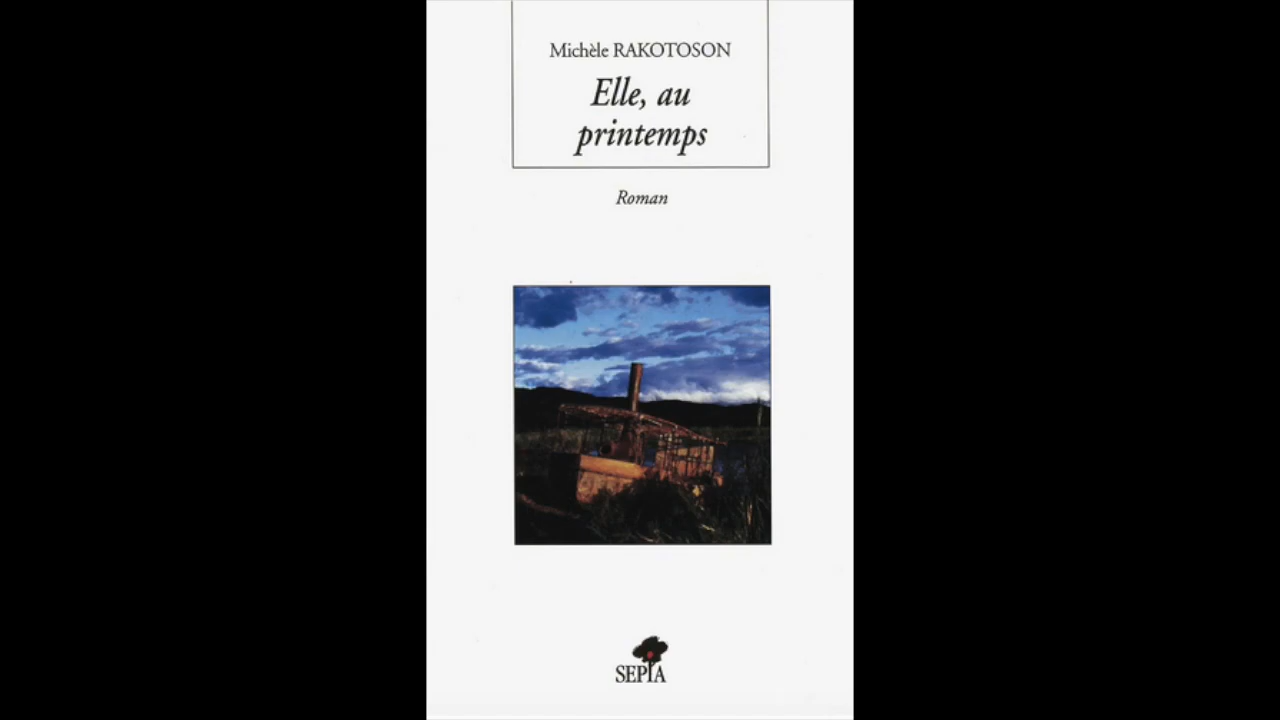 Michèle RAKOTOSON
Elle, au
printemps
Roman
SEPIA